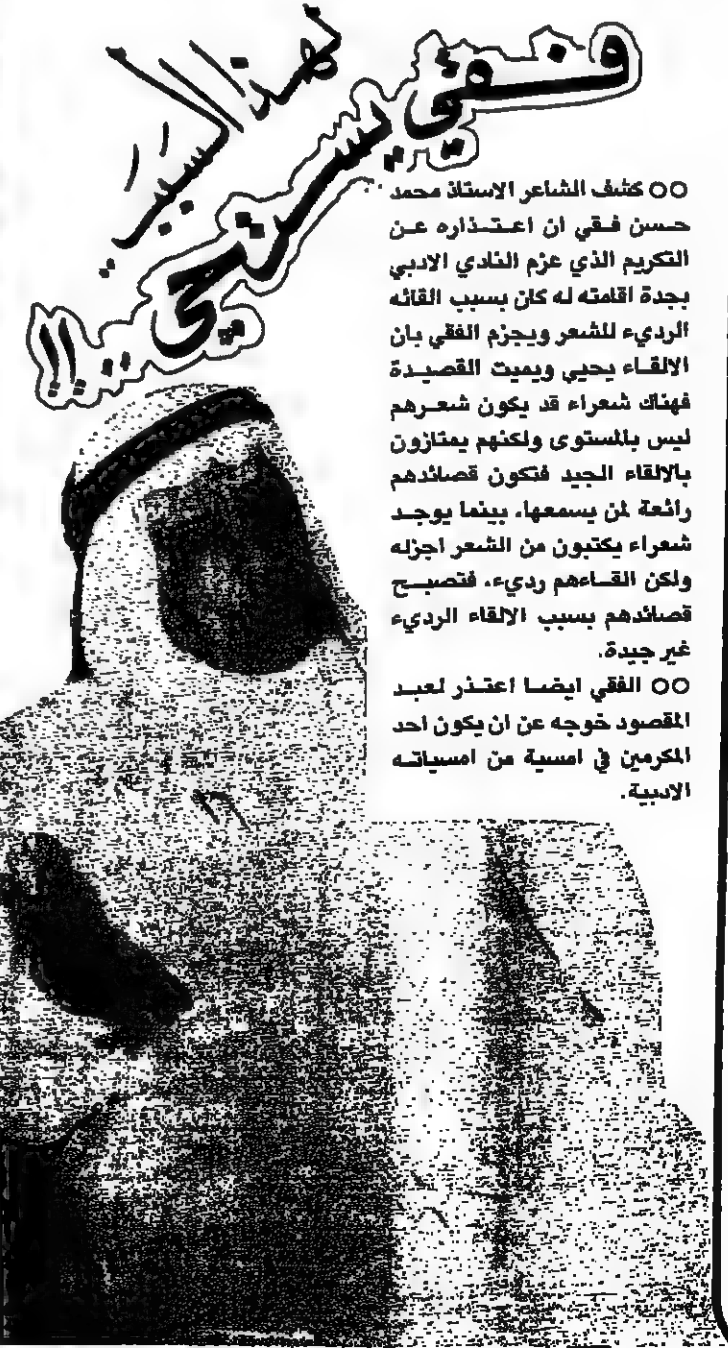 لهذا السبب
فقي يستحي..!!
○○ كشف الشاعر الاستاذ محمد
حسن فقي ان اعتذاره عن
التكريم الذي عزم النادي الادبي
بجدة اقامته له كان بسبب القائه
الرديء للشعر ويجزم الفقي بان
الالقاء يحيي ويميت القصيدة
فهناك شعراء قد يكون شعرهم
ليس بالمستوى ولكنهم يمتازون
بالالقاء الجيد فتكون قصائدهم
رائعة لمن يسمعها، بينما يوجد
شعراء يكتبون من الشعر اجزله
ولكن القاءهم رديء، فتصبح
قصائدهم بسبب الالقاء الرديء
غير جيدة.
○○ الفقي ايضا اعتذر لعبد
المقصود خوجه عن ان يكون احد
المكرمين في امسية من امسياته
الادبية.